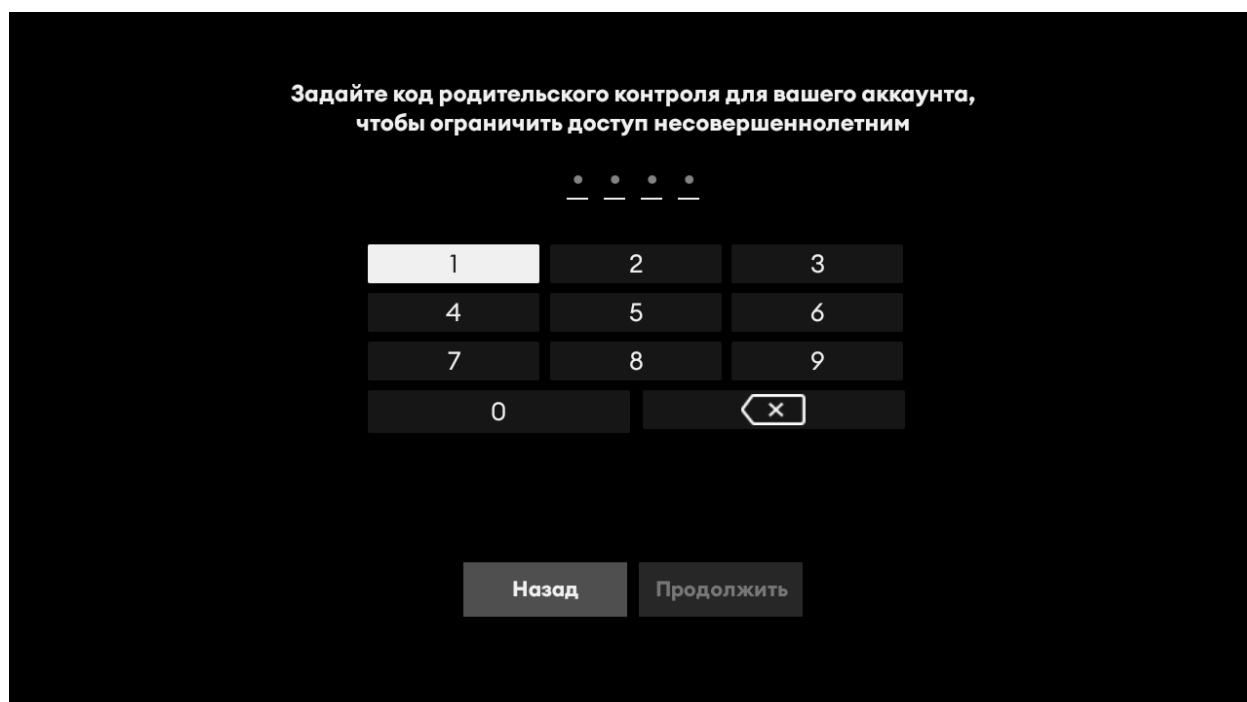 Задайте код родительского контроля для вашего аккаунта,
чтобы ограничить доступ несовершеннолетним
1 2 3
4 5 6
7 8 9
0
Назад Продолжить